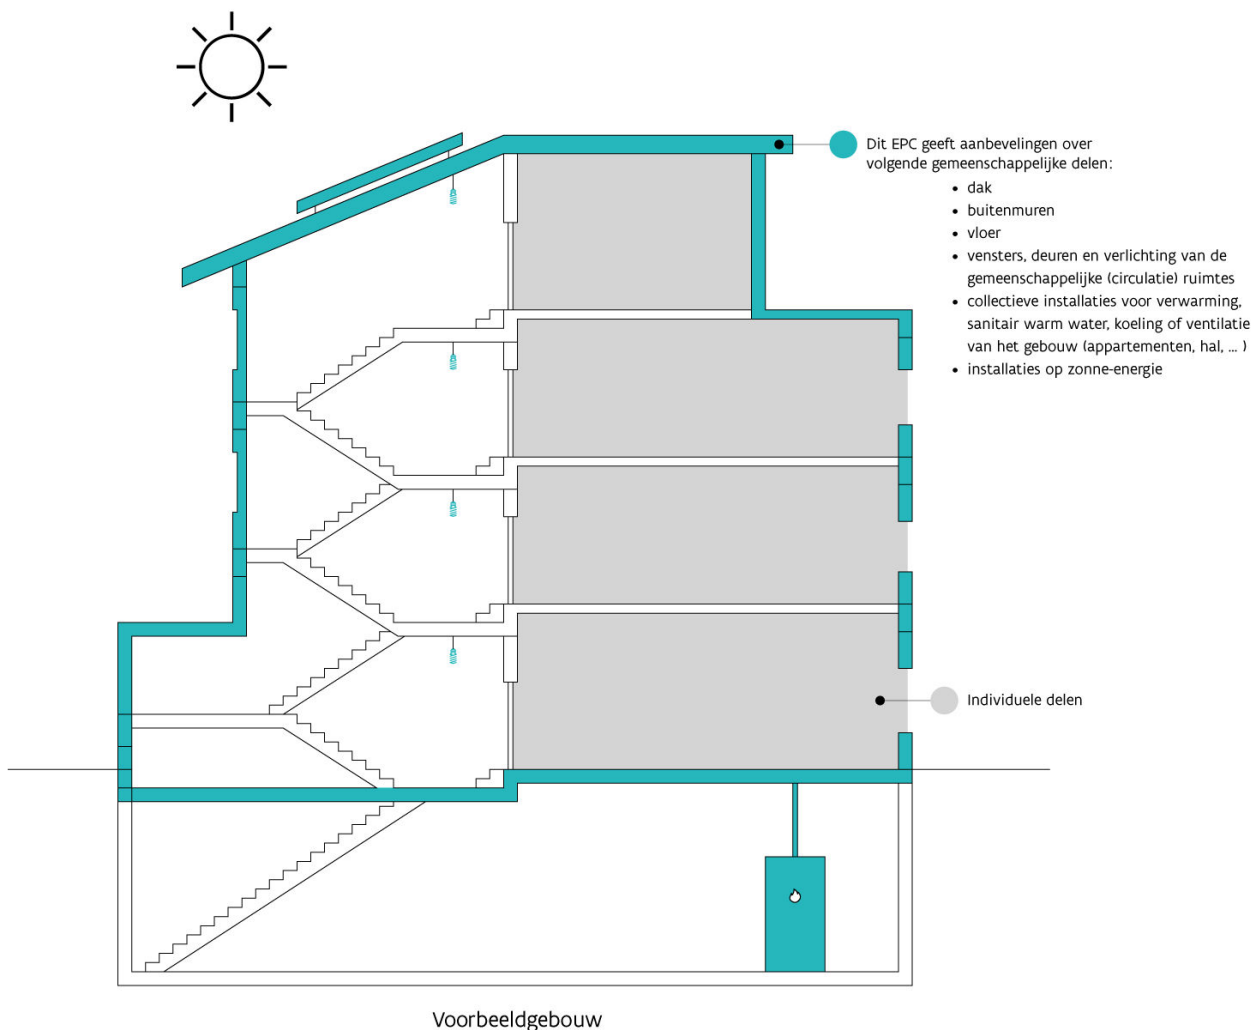 Dit EPC geeft aanbevelingen over
volgende gemeenschappelijke delen:
• dak
• buitenmuren
• vloer
• vensters, deuren en verlichting van de
gemeenschappelijke (circulatie) ruimtes
• collectieve installaties voor verwarming,
sanitair warm water, koeling of ventilatie
van het gebouw (appartementen, hal, ... )
• installaties op zonne-energie
Individuele delen
Voorbeeldgebouw